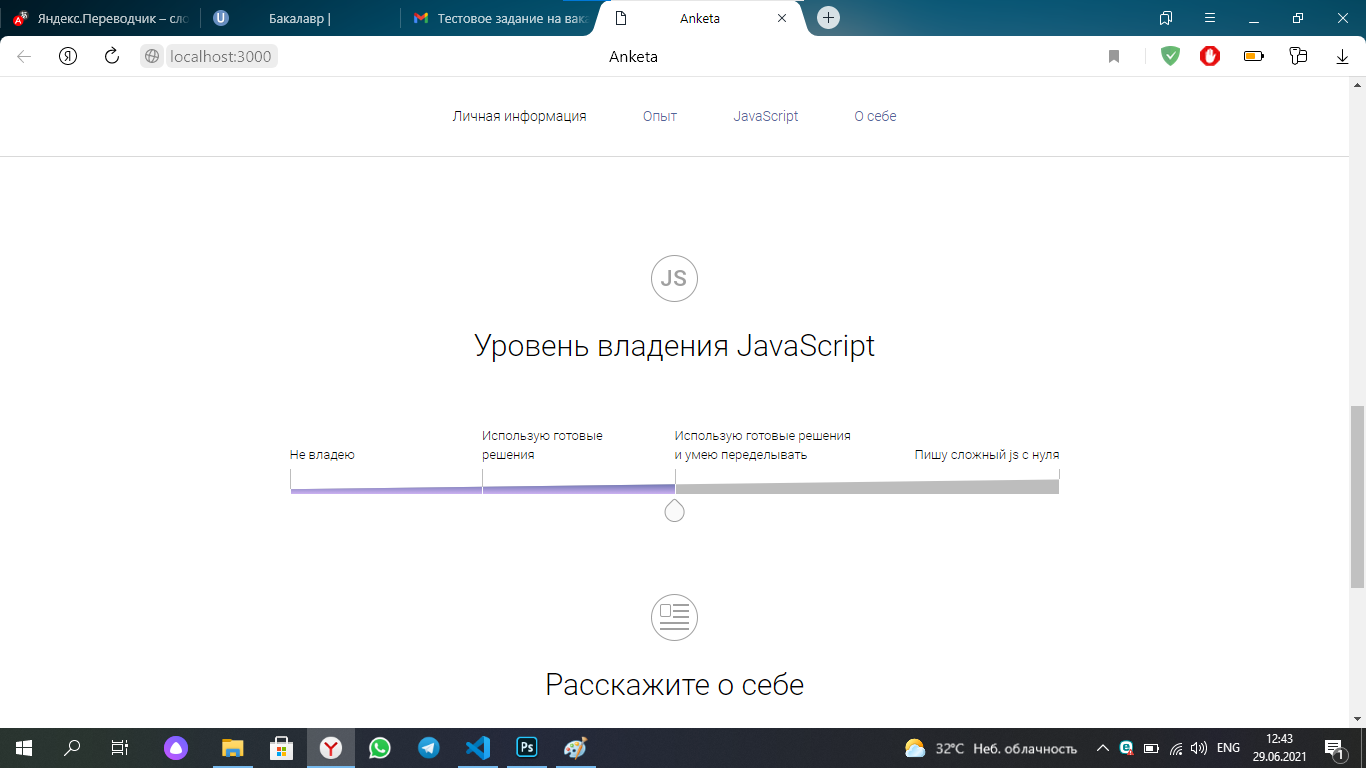 Яндекс.Переводчик – сло
Бакалавр |
Тестовое задание на вака
Anketa
localhost:3000
Anketa
Личная информация
Опыт
JavaScript
О себе
JS
Уровень владения JavaScript
Не владею
Использую готовые
решения
Использую готовые решения
и умею переделывать
Пишу сложный js с нуля
Расскажите о себе
Ps
32°C Неб. облачность
ENG
12:43
29.06.2021
1